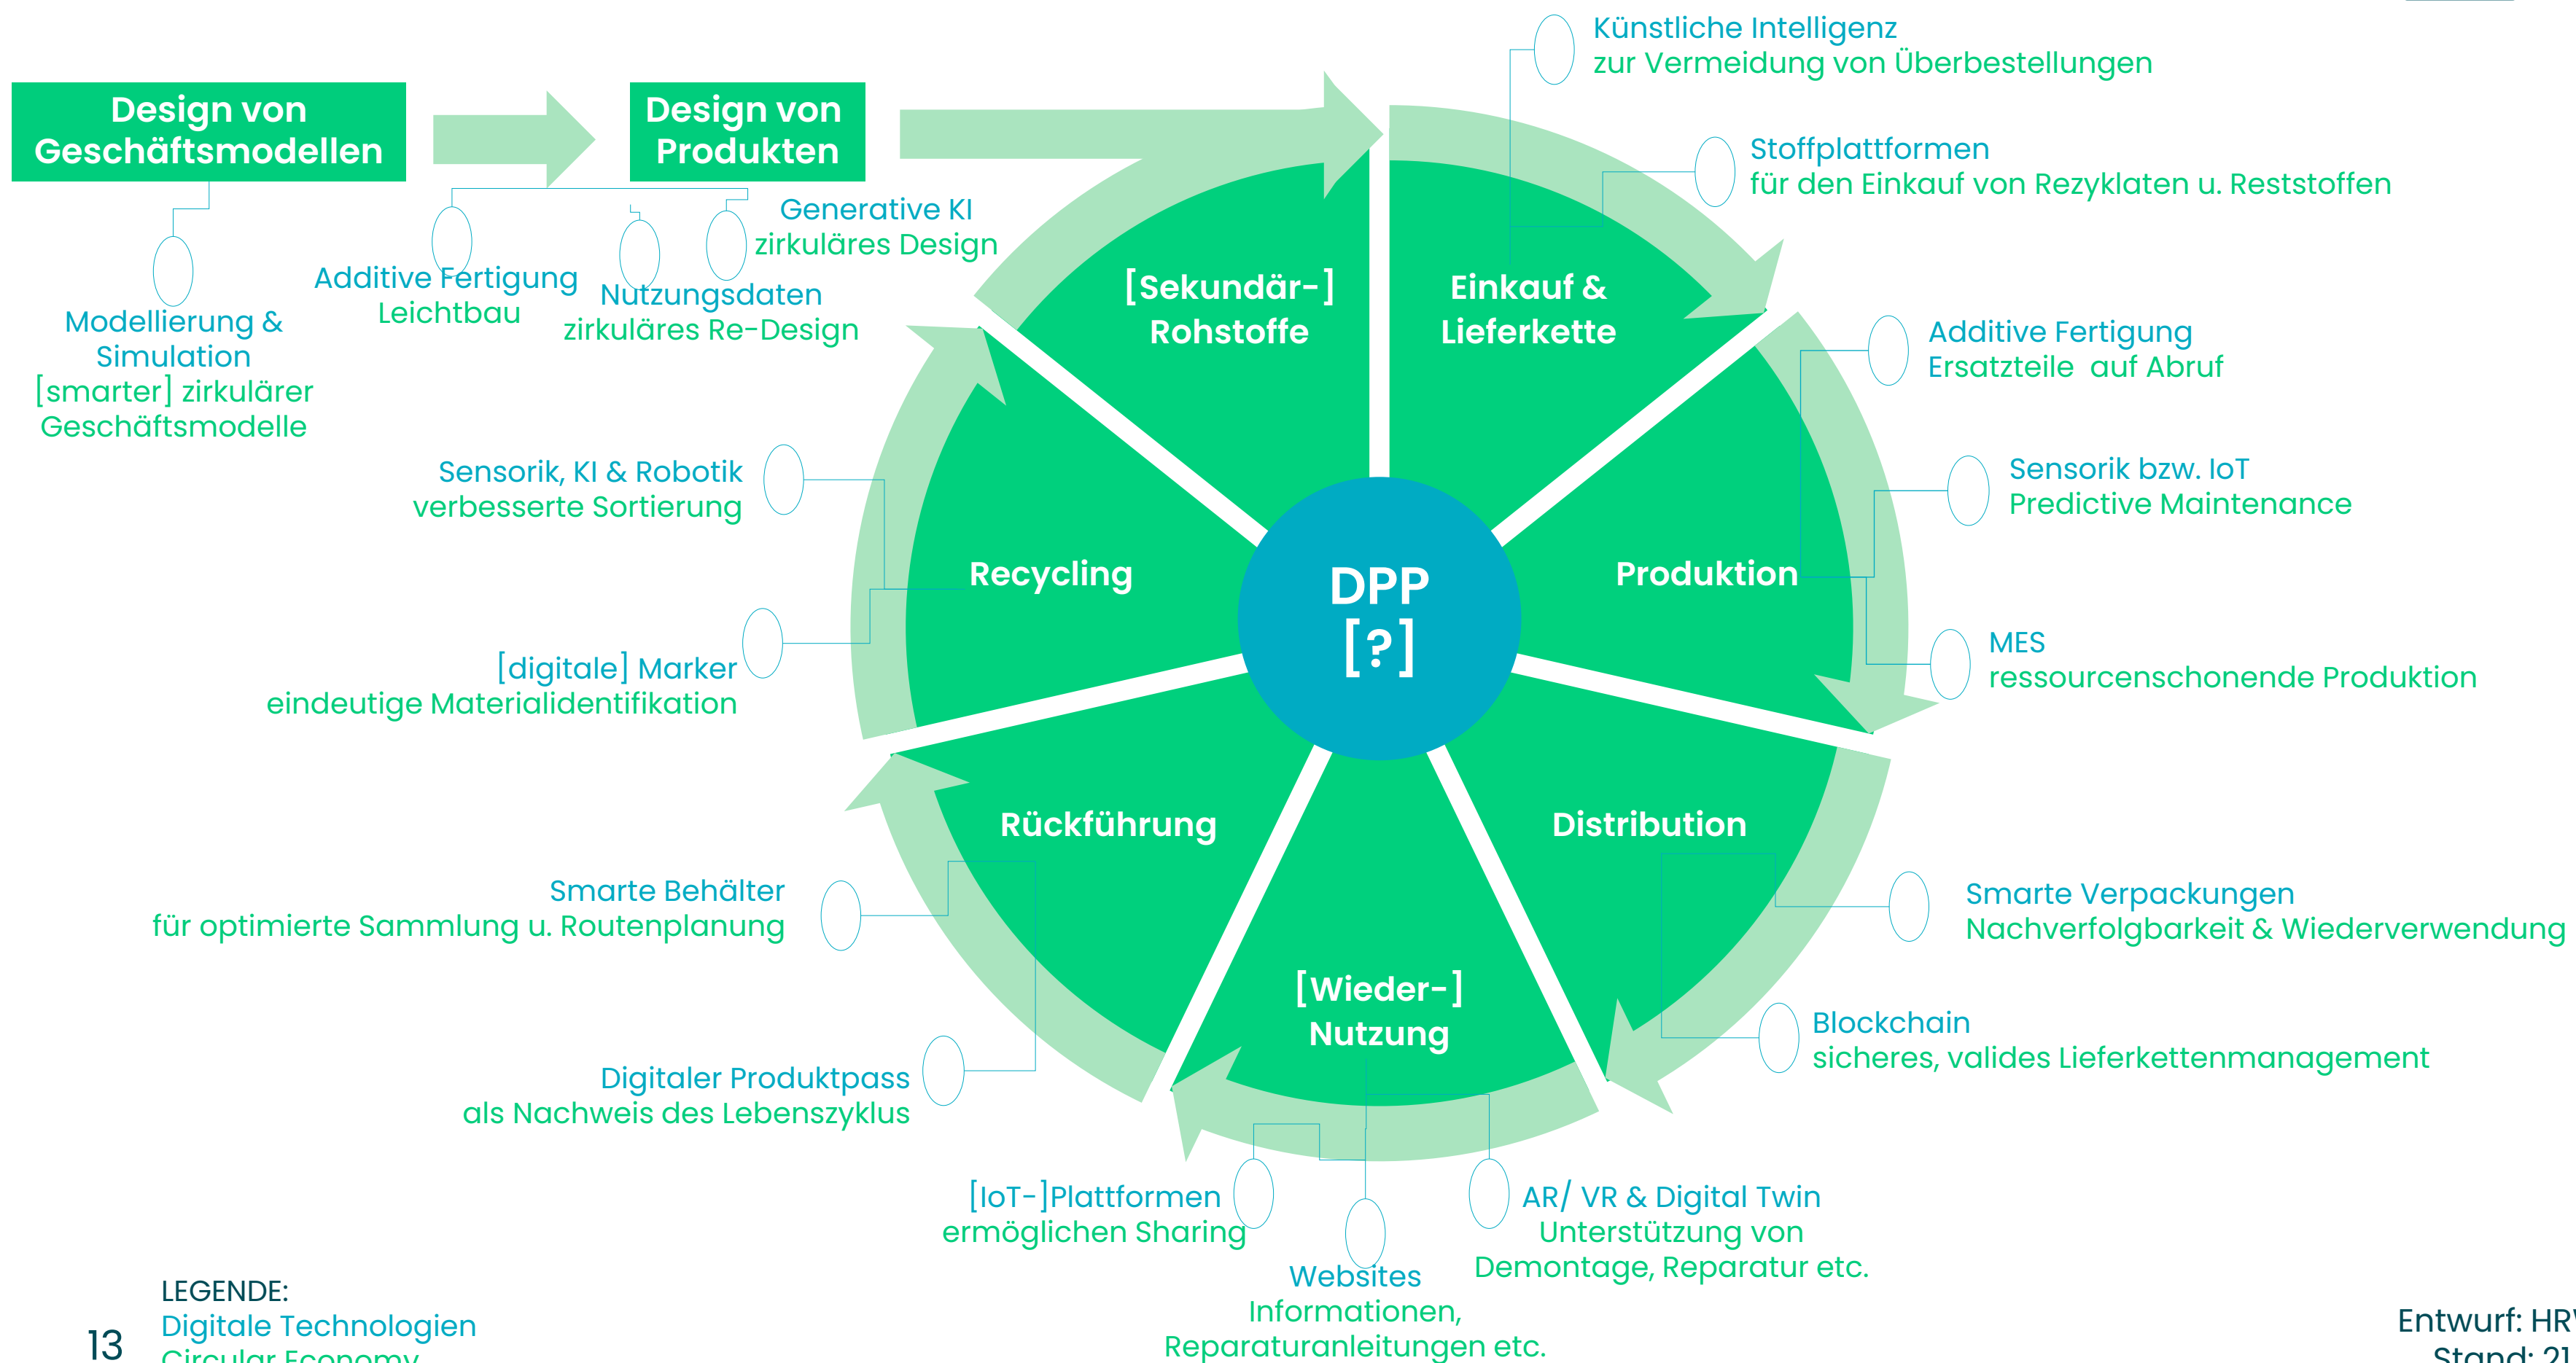 Künstliche Intelligenz
zur Vermeidung von Überbestellungen
Design von
Geschäftsmodellen
Design von
Produkten
Stoffplattformen
für den Einkauf von Rezyklaten u. Reststoffen
Generative KI
zirkuläres Design
Additive Fertigung
Leichtbau
Nutzungsdaten
zirkuläres Re-Design
Modellierung &
Simulation
[smarter] zirkulärer
Geschäftsmodelle
[Sekundär-]
Rohstoffe
Einkauf &
Lieferkette
Additive Fertigung
Ersatzteile auf Abruf
Sensorik, KI & Robotik
verbesserte Sortierung
Sensorik bzw. IoT
Predictive Maintenance
Recycling
DPP
[?]
Produktion
[digitale] Marker
eindeutige Materialidentifikation
MES
ressourcenschonende Produktion
Rückführung
Distribution
Smarte Behälter
für optimierte Sammlung u. Routenplanung
Smarte Verpackungen
Nachverfolgbarkeit & Wiederverwendung
[Wieder-]
Nutzung
Blockchain
sicheres, valides Lieferkettenmanagement
Digitaler Produktpass
als Nachweis des Lebenszyklus
[IoT-]Plattformen
ermöglichen Sharing
AR/ VR & Digital Twin
Unterstützung von
Demontage, Reparatur etc.
Websites
Informationen,
Reparaturanleitungen etc.
LEGENDE:
Digitale Technologien
Circular Economy
13
Entwurf:
Stand: 21